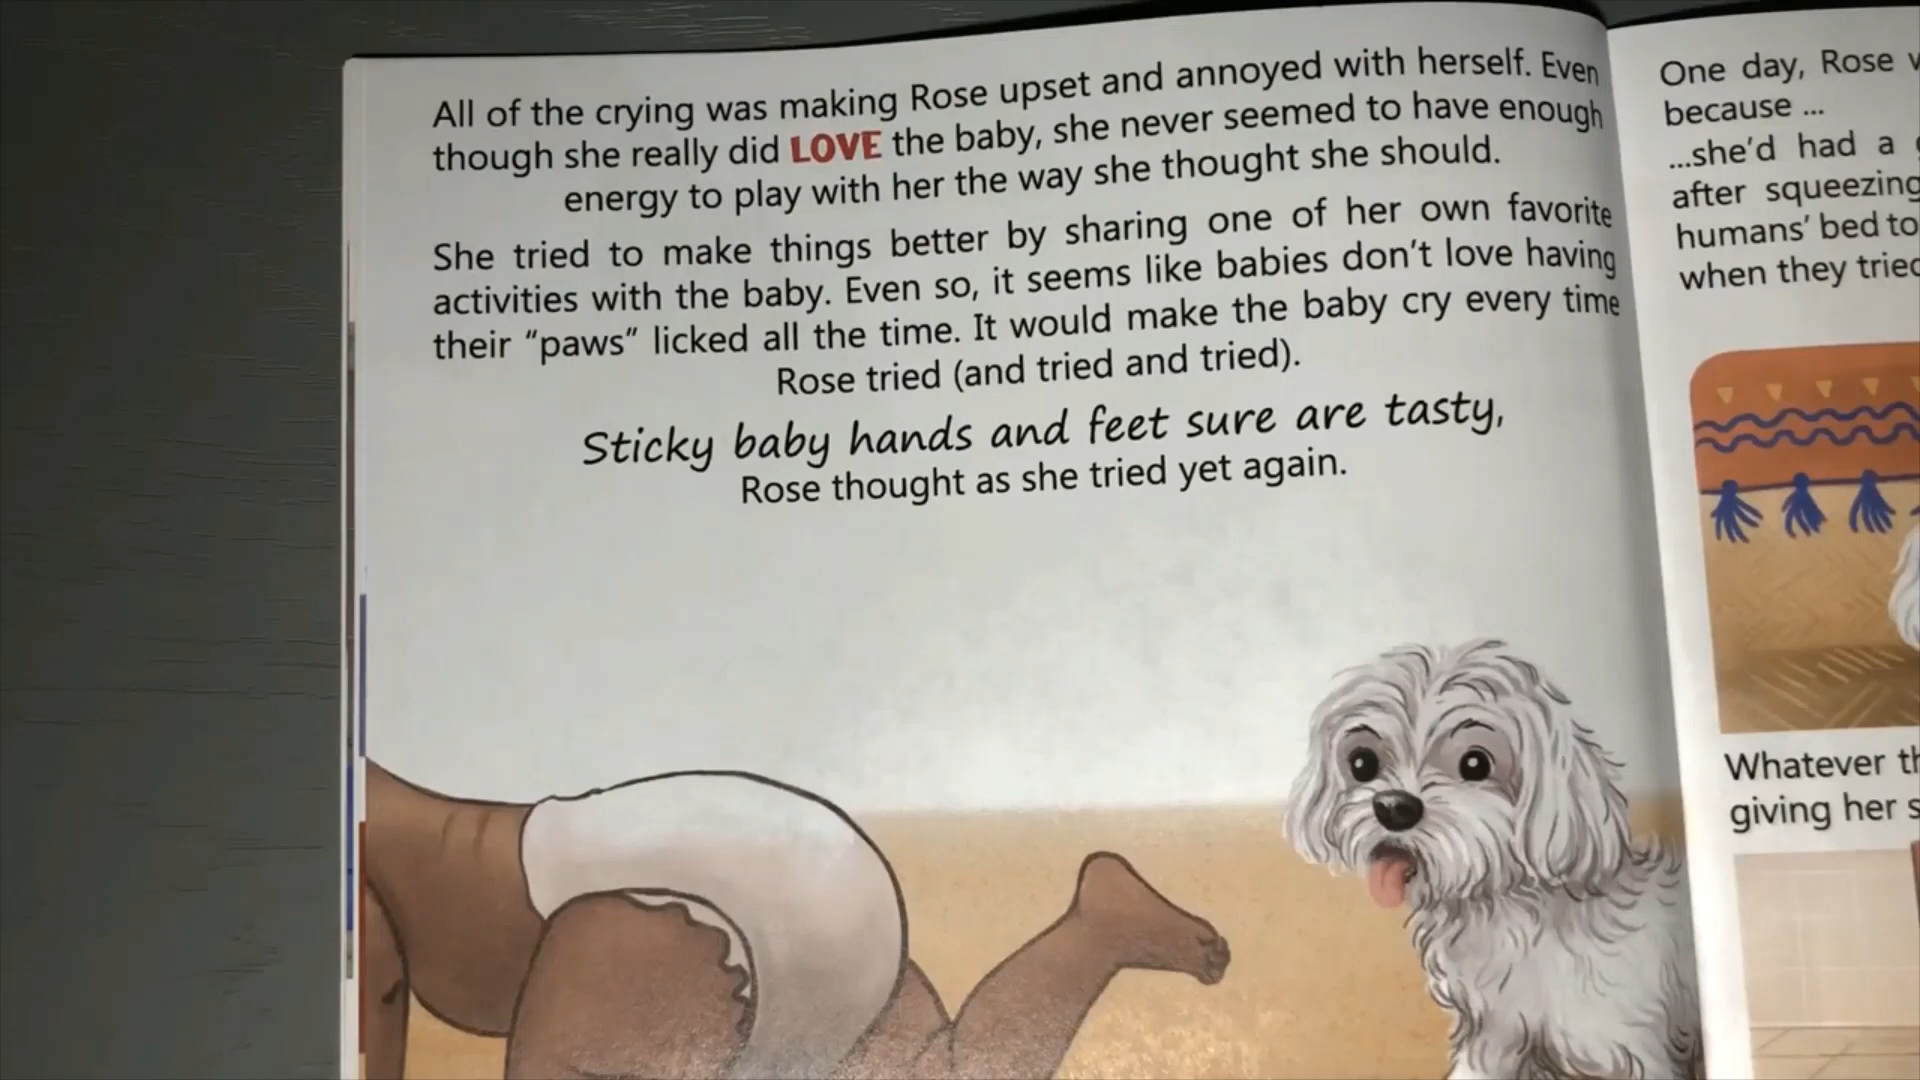 All of the crying was making Rose upset and annoyed with herself. Even
though she really did LOVE the baby, she never seemed to have enough
energy to play with her the way she thought she should.
She tried to make things better by sharing one of her own favorite
activities with the baby. Even so, it seems like babies don’t love having
their “paws” licked all the time. It would make the baby cry every time
Rose tried (and tried and tried).
Sticky baby hands and feet sure are tasty,
Rose thought as she tried yet again.
One day, Rose
because ...
...she’d had a
after squeezing
humans’ bed to
when they tried
Whatever
giving her